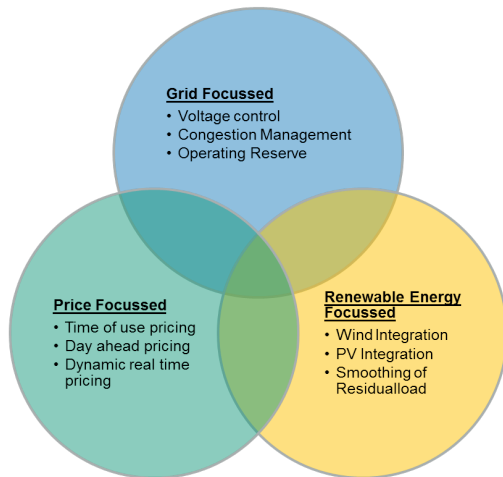 Grid Focussed
• Voltage control
• Congestion Management
• Operating Reserve
Price Focussed
• Time of use pricing
• Day ahead pricing
• Dynamic real time
pricing
Renewable Energy
Focussed
• Wind Integration
• PV Integration
• Smoothing of
Residualload